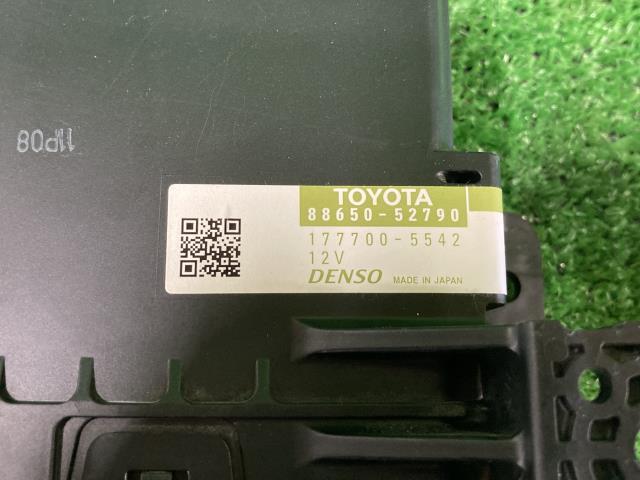 11P08
TOYOTA
88650-52790
177700-5542
12V
DENSO MADE IN JAPAN